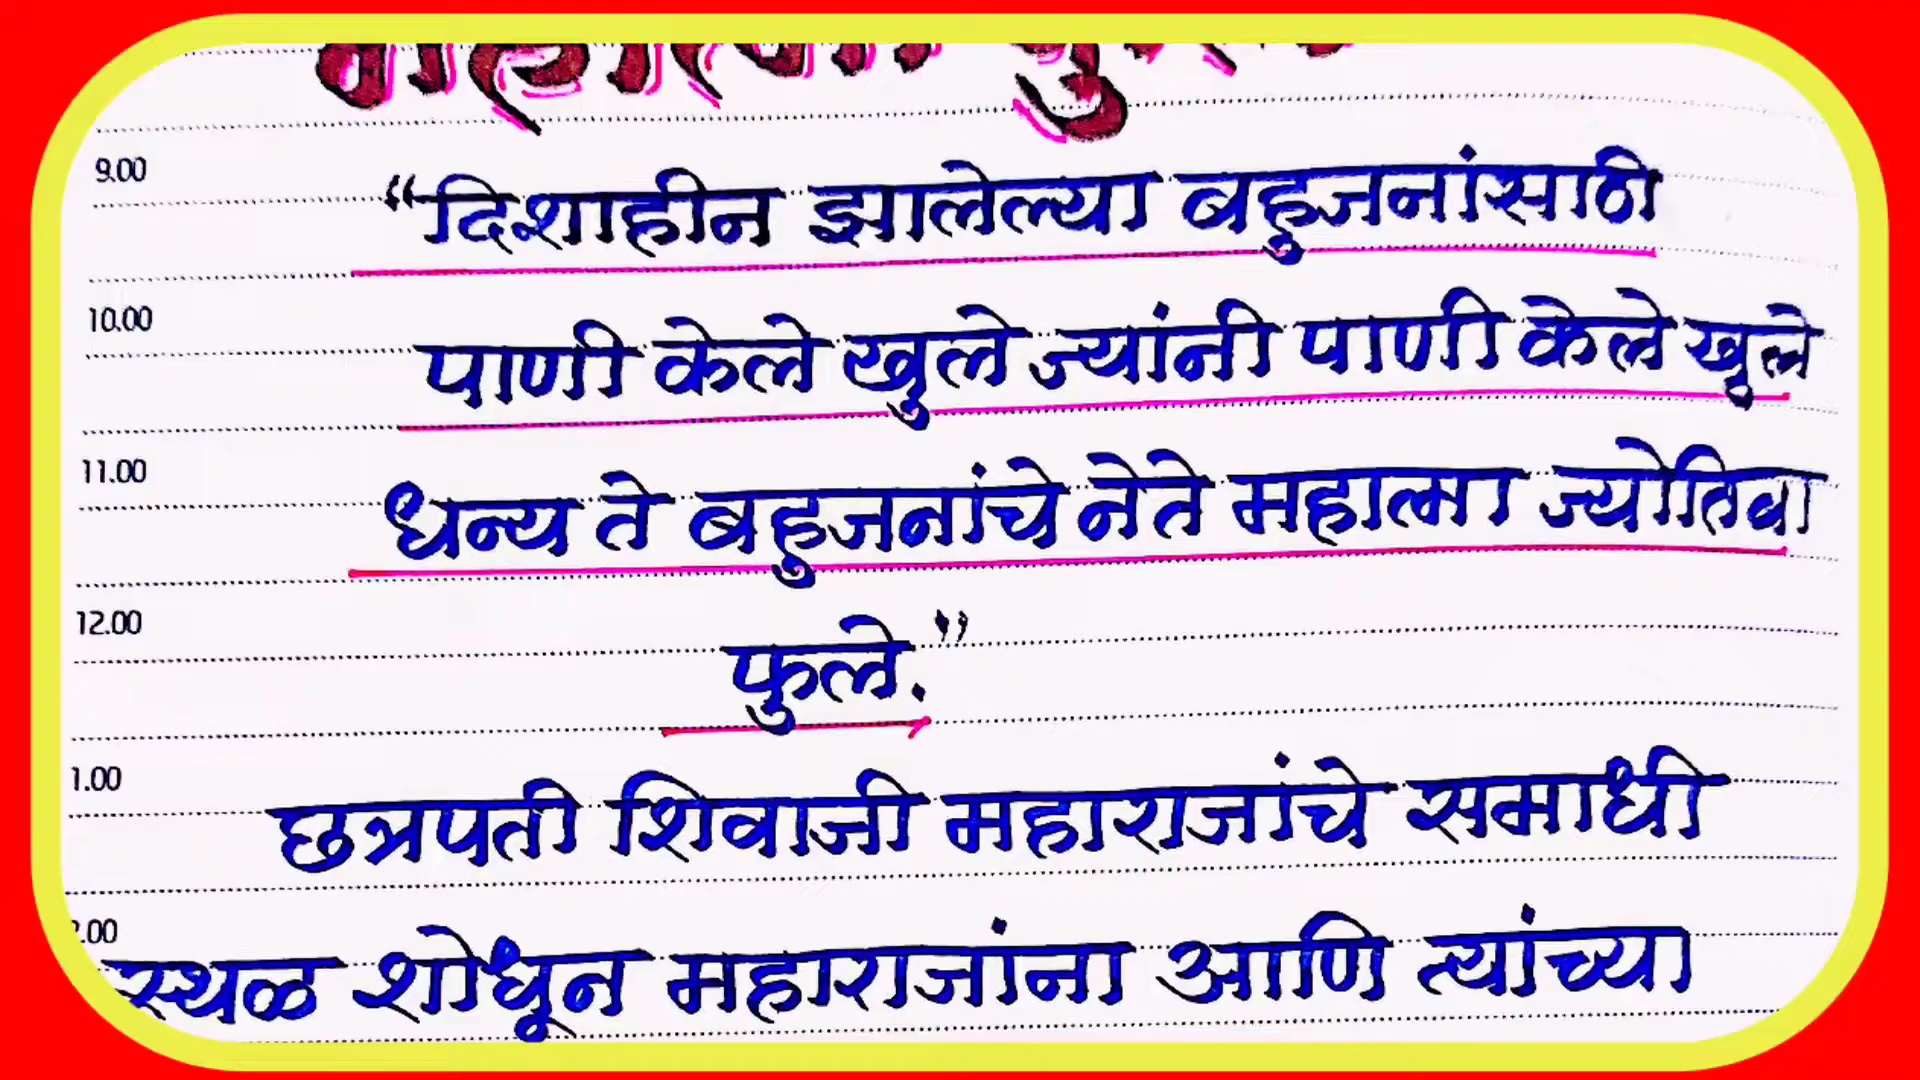 9.00
"दिशाहीन झालेल्या बहुजनांसाठी
10.00
पाणी केले खुले ज्यांनी पाणी केले खुले
11.00
धन्य ते बहुजनांचे नेते महात्मा ज्योतिबा
12.00
फुले."
1.00
छत्रपती शिवाजी महाराजांचे समाधी
स्थळ शोधून महाराजांना आणि त्यांच्या